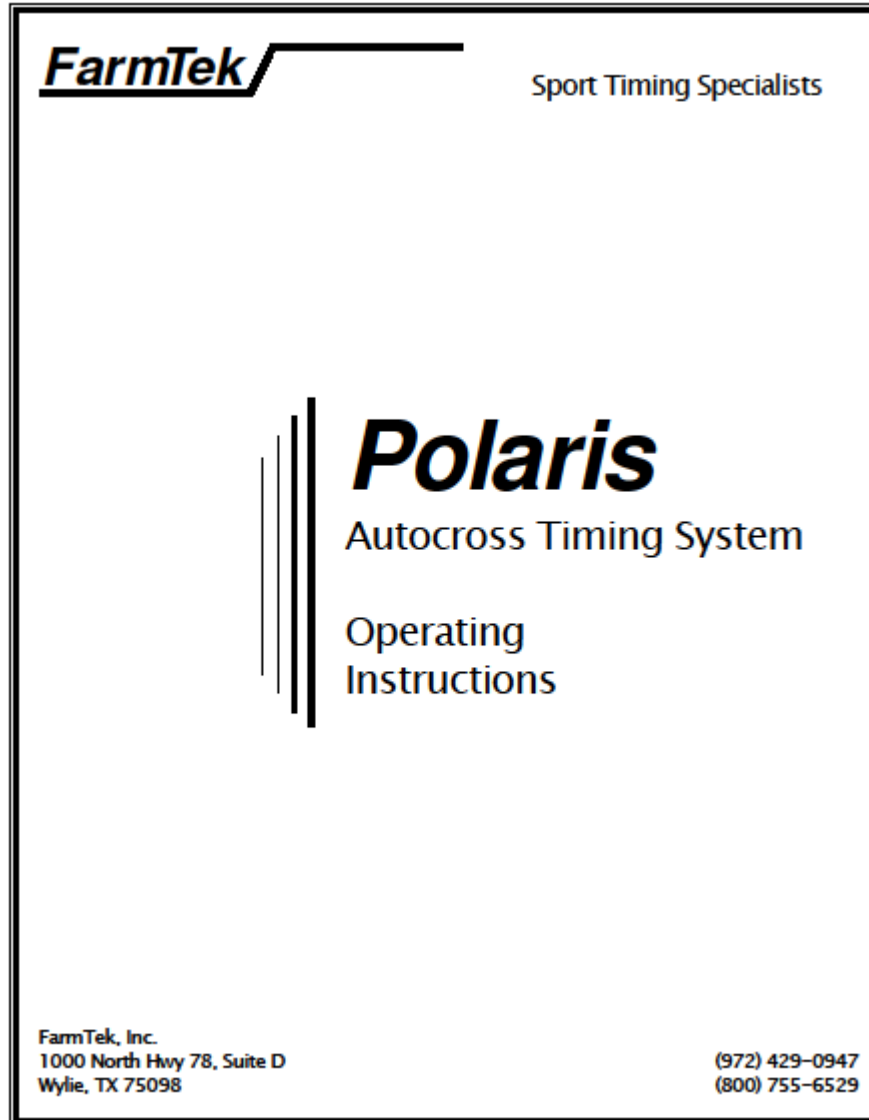 FarmTek
Sport Timing Specialists
Polaris
Autocross Timing System
Operating
Instructions
FarmTek, Inc.
1000 North Hwy 78, Suite D
Wylie, TX 75098
(972) 429-0947
(800) 755-6529